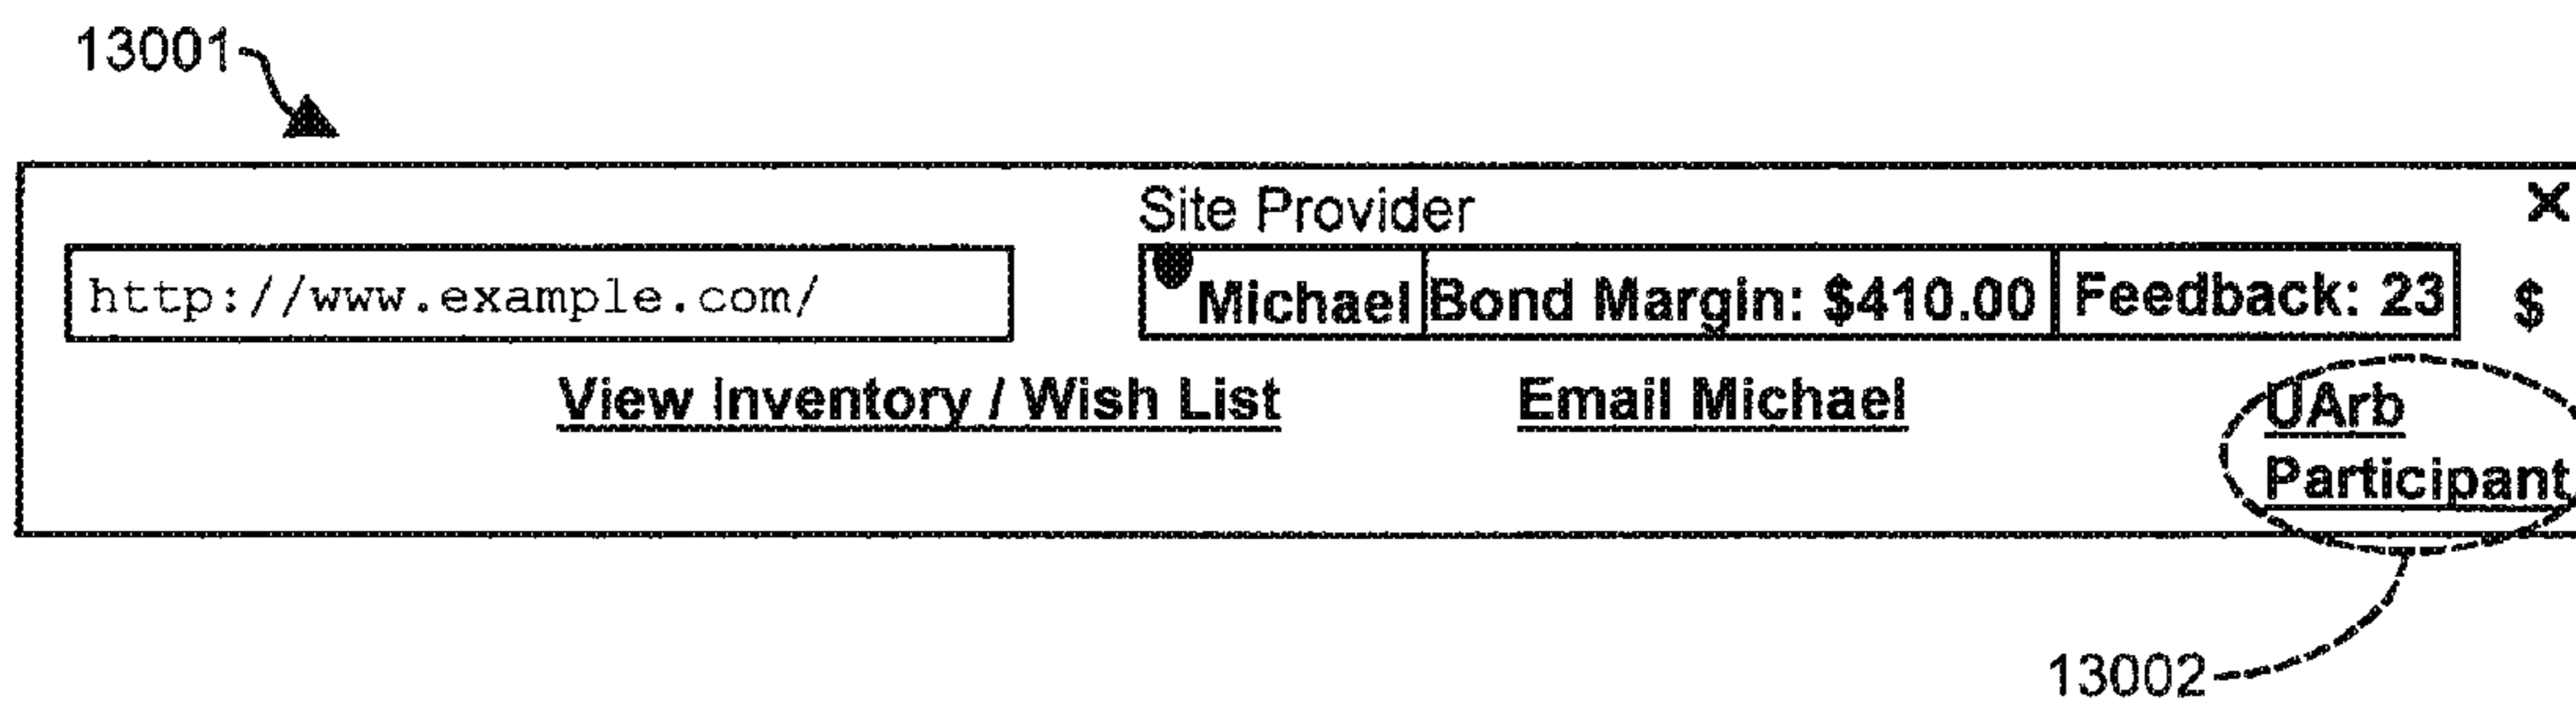 13001
Site Provider X
http://www.example.com/ Michael Bond Margin: $410.00 Feedback: 23 $
View Inventory / Wish List Email Michael UArb
Participant
13002